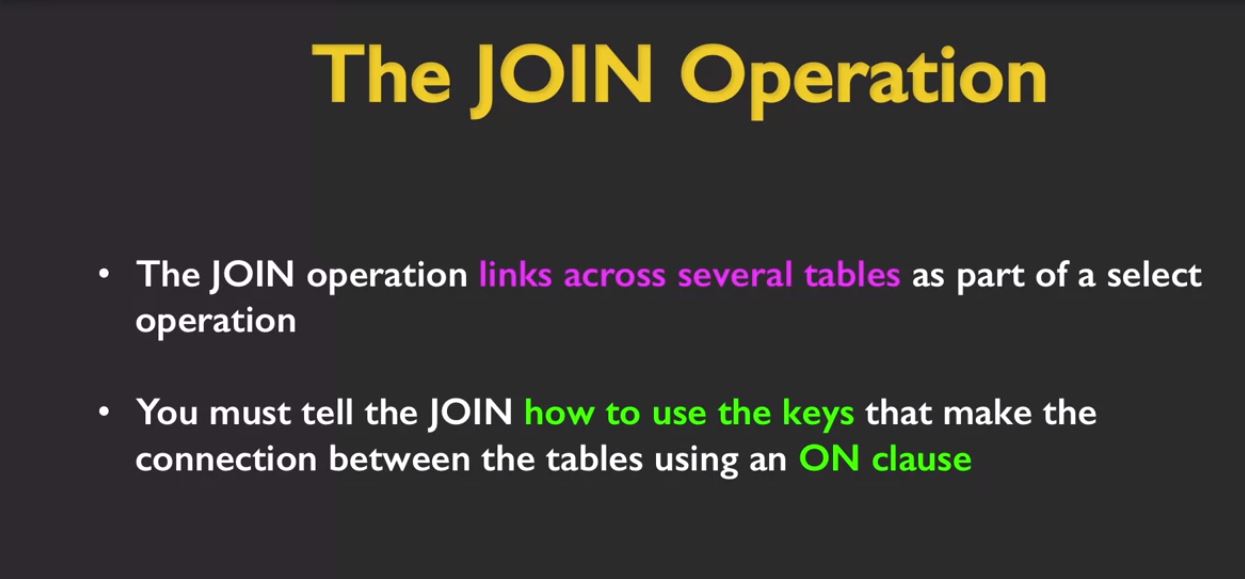 The JOIN Operation
• The JOIN operation links across several tables as part of a select
operation
• You must tell the JOIN how to use the keys that make the
connection between the tables using an ON clause